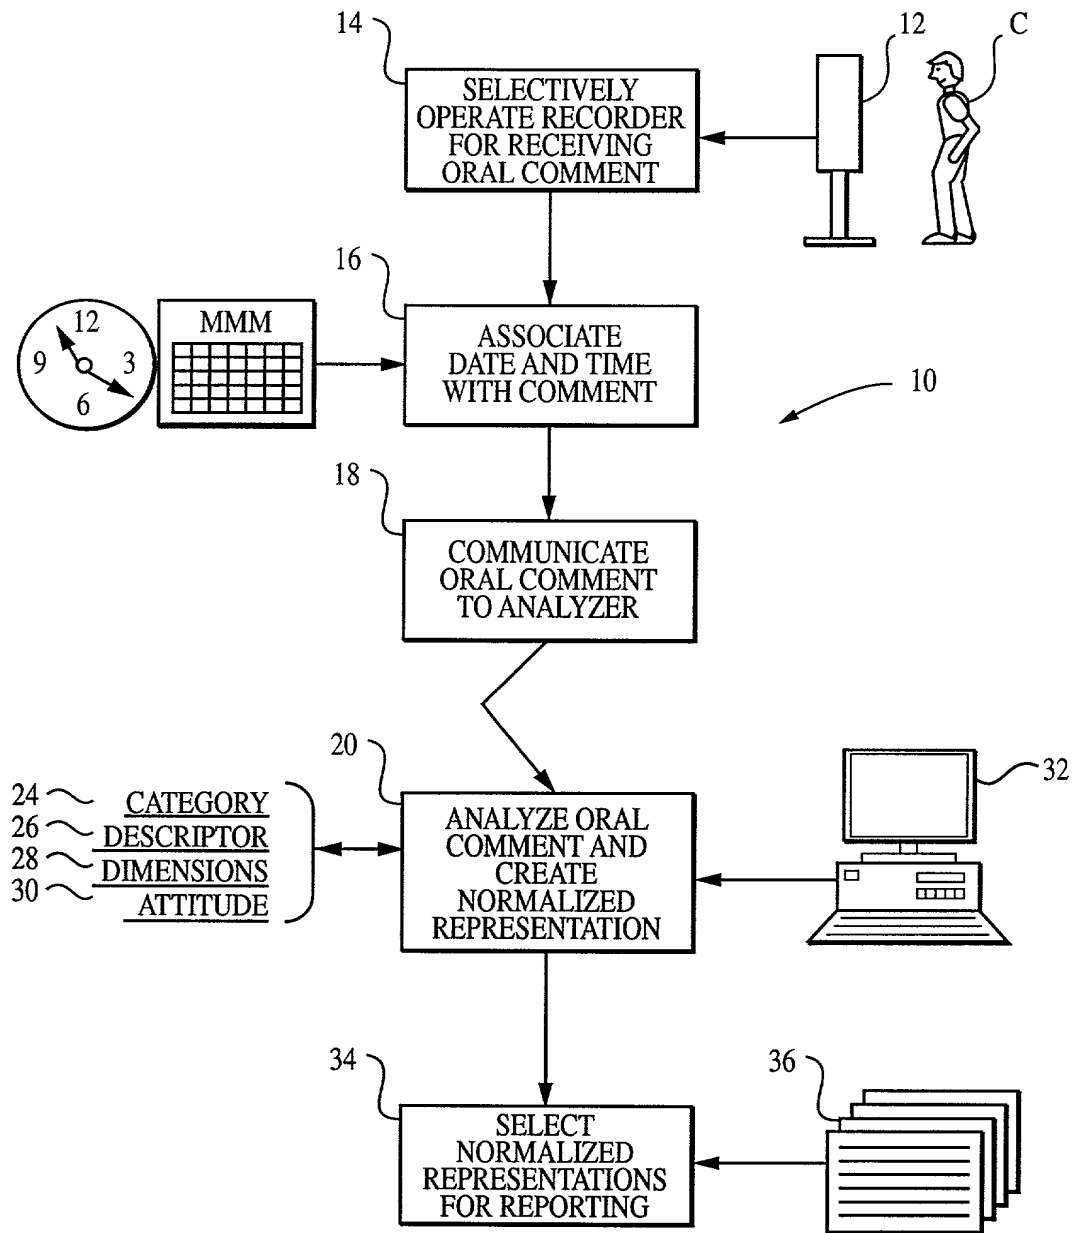 14
12
C
SELECTIVELY
OPERATE RECORDER
FOR RECEIVING
ORAL COMMENT
16
12
9
3
6
MMM
ASSOCIATE
DATE AND TIME
WITH COMMENT
10
18
COMMUNICATE
ORAL COMMENT
TO ANALYZER
20
32
24 CATEGORY
26 DESCRIPTOR
28 DIMENSIONS
30 ATTITUDE
ANALYZE ORAL
COMMENT AND
CREATE
NORMALIZED
REPRESENTATION
34
36
SELECT
NORMALIZED
REPRESENTATIONS
FOR REPORTING